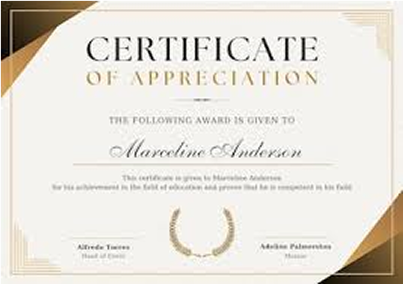 CERTIFICATE
OF APPRECIATION
THE FOLLOWING AWARD IS GIVEN TO
Marceline Anderson
This certificate is given to Marceline Anderson
for his achievement in the field of education and proves that he is competent in his field
Alfredo Torres
Head of Event
Adeline Palmerston
Mentor